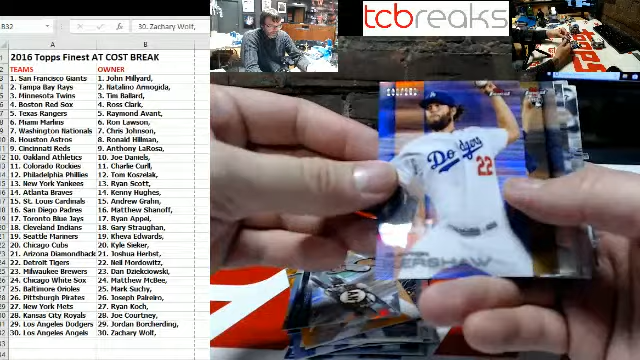 B32
30. Zachary Wolf,
A B
2016 Topps Finest AT COST BREAK
TEAMS OWNER
1. San Francisco Giants 1. John Millyard,
2. Tampa Bay Rays 2. Natalino Armogida,
3. Minnesota Twins 3. Tim Ballard,
4. Boston Red Sox 4. Ross Clark,
5. Texas Rangers 5. Raymond Avant,
6. Miami Marlins 6. Ron Lawson,
7. Washington Nationals 7. Chris Johnson,
8. Houston Astros 8. Ronald Hillman,
9. Cincinnati Reds 9. Anthony LaRosa,
10. Oakland Athletics 10. Joe Daniels,
11. Colorado Rockies 11. Charlie Curll,
12. Philadelphia Phillies 12. Tom Koszelak,
13. New York Yankees 13. Ryan Scott,
14. Atlanta Braves 14. Kenny Hughes,
15. St. Louis Cardinals 15. Andrew Grahn,
16. San Diego Padres 16. Matthew Shanoff,
17. Toronto Blue Jays 17. Ryan Appel,
18. Cleveland Indians 18. Gary Straughan,
19. Seattle Mariners 19. Kheva Edwards,
20. Chicago Cubs 20. Kyle Sieker,
21. Arizona Diamondback 21. Joshua Herbst,
22. Detroit Tigers 22. Neil Mordowitz,
23. Milwaukee Brewers 23. Dan Dziekciowski,
24. Chicago White Sox 24. Matthew McBee,
25. Baltimore Orioles 25. Mark Suchy,
26. Pittsburgh Pirates 26. Joseph Palreiro,
27. New York Mets 27. Ryan Koch,
28. Kansas City Royals 28. Joe Courtney,
29. Los Angeles Dodgers 29. Jordan Borcherding,
30. Los Angeles Angels 30. Zachary Wolf,
tcbreaks
Dodgers
22
ERSHAW